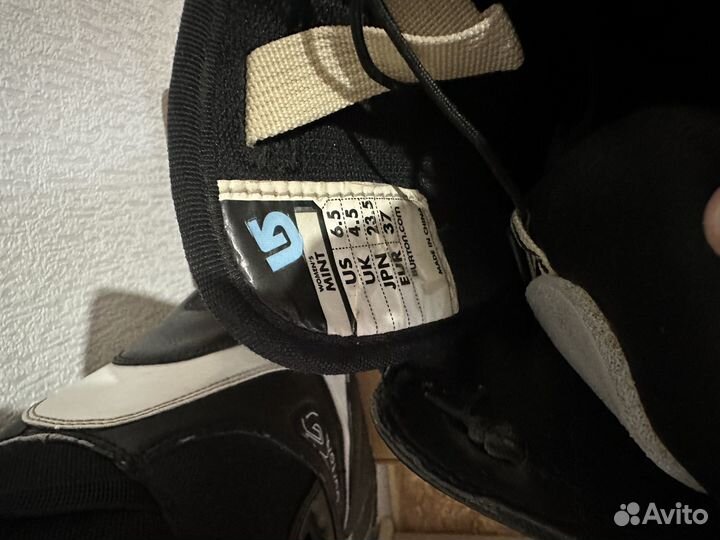 WOMEN'S
MINT
US 6.5
UK 4.5
JPN 23.5
EUR 37
BURTON.COM
MADE IN CHINA
BURTON
Avito